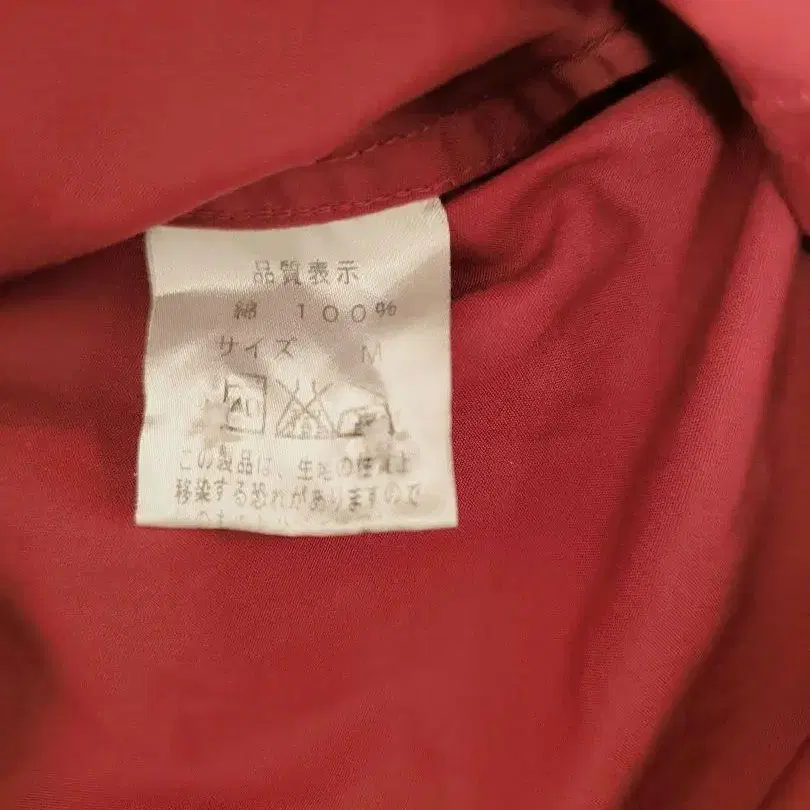 品質表示
綿 100%
サイズ M
この製品は、生地の性質上
移染する恐れがありますので